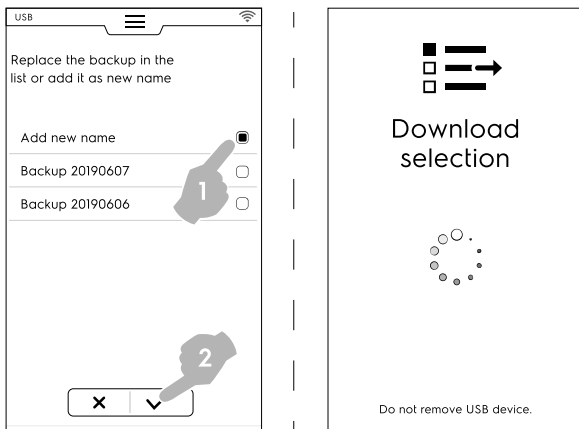 USB
Replace the backup in the
list or add it as new name
Add new name
Backup 20190607
Backup 20190606
1
2
Download
selection
Do not remove USB device.